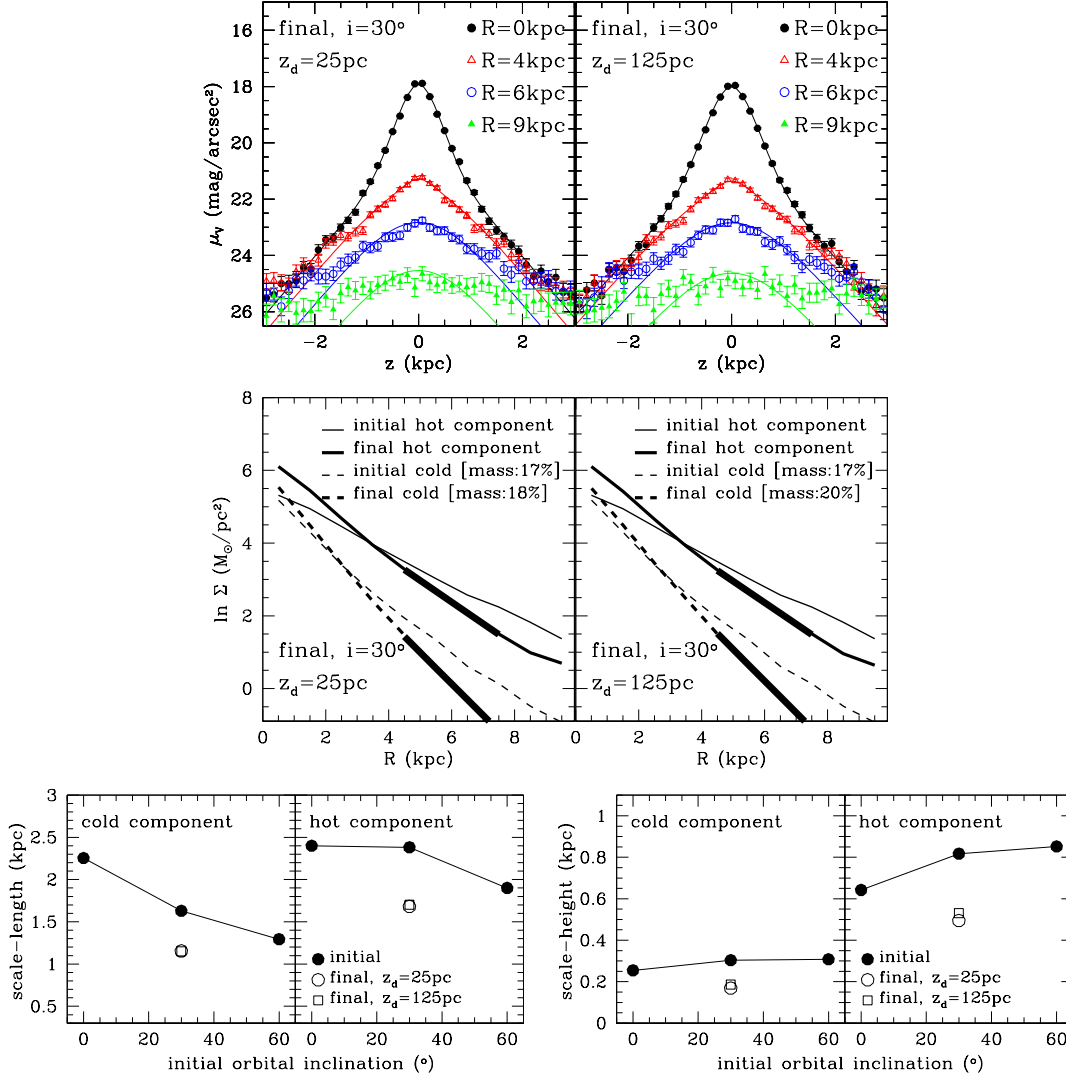 final, i=30° R=0kpc
z_d=25pc R=4kpc
R=6kpc
R=9kpc
final, i=30° R=0kpc
z_d=125pc R=4kpc
R=6kpc
R=9kpc
16
18
20
22
24
26
μ_v (mag/arcsec²)
−2 0 2
z (kpc)
−2 0 2
z (kpc)
initial hot component
final hot component
initial cold [mass:17%]
final cold [mass:18%]
final, i=30°
z_d=25pc
initial hot component
final hot component
initial cold [mass:17%]
final cold [mass:20%]
final, i=30°
z_d=125pc
8
6
4
2
0
ln Σ (M_⊙/pc²)
0 2 4 6 8
R (kpc)
0 2 4 6 8
R (kpc)
cold component
hot component
initial
final, z_d=25pc
final, z_d=125pc
3
2.5
2
1.5
1
0.5
scale-length (kpc)
0 20 40 60 0 20 40 60
initial orbital inclination (°)
cold component
hot component
initial
final, z_d=25pc
final, z_d=125pc
1
0.8
0.6
0.4
0.2
0
scale-height (kpc)
0 20 40 60 0 20 40 60
initial orbital inclination (°)